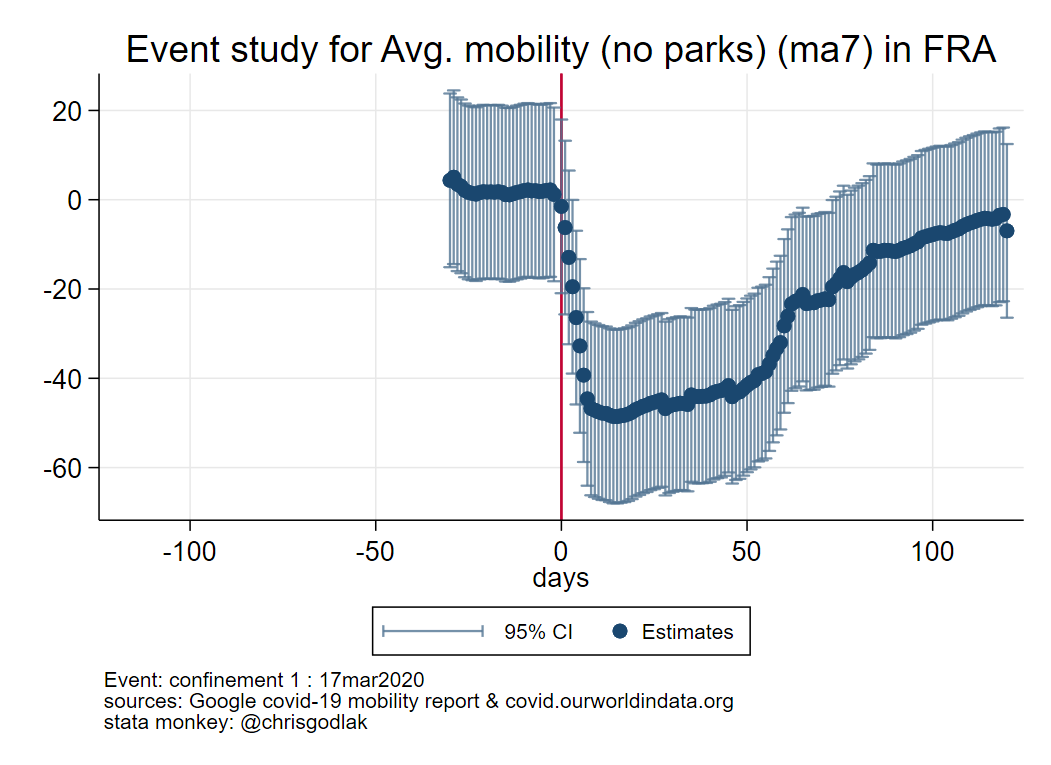 Event study for Avg. mobility (no parks) (ma7) in FRA
20
0
-20
-40
-60
-100 -50 0 50 100
days
95% CI Estimates
Event: confinement 1 : 17mar2020
sources: Google covid-19 mobility report & covid.ourworldindata.org
stata monkey: @chrisgodlak